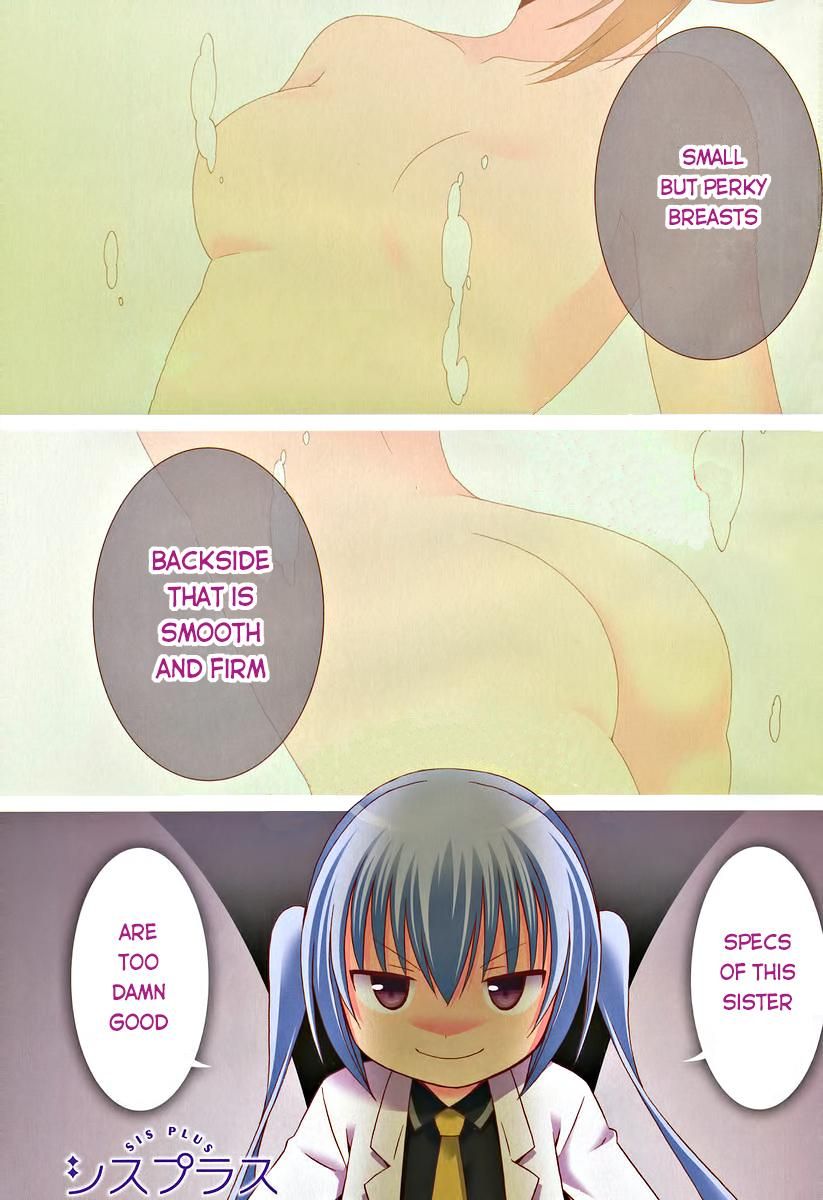 SMALL
BUT PERKY
BREASTS
BACKSIDE
THAT IS
SMOOTH
AND FIRM
SPECS
OF THIS
SISTER
ARE
TOO
DAMN
GOOD
SIS PLUS
シスプラス